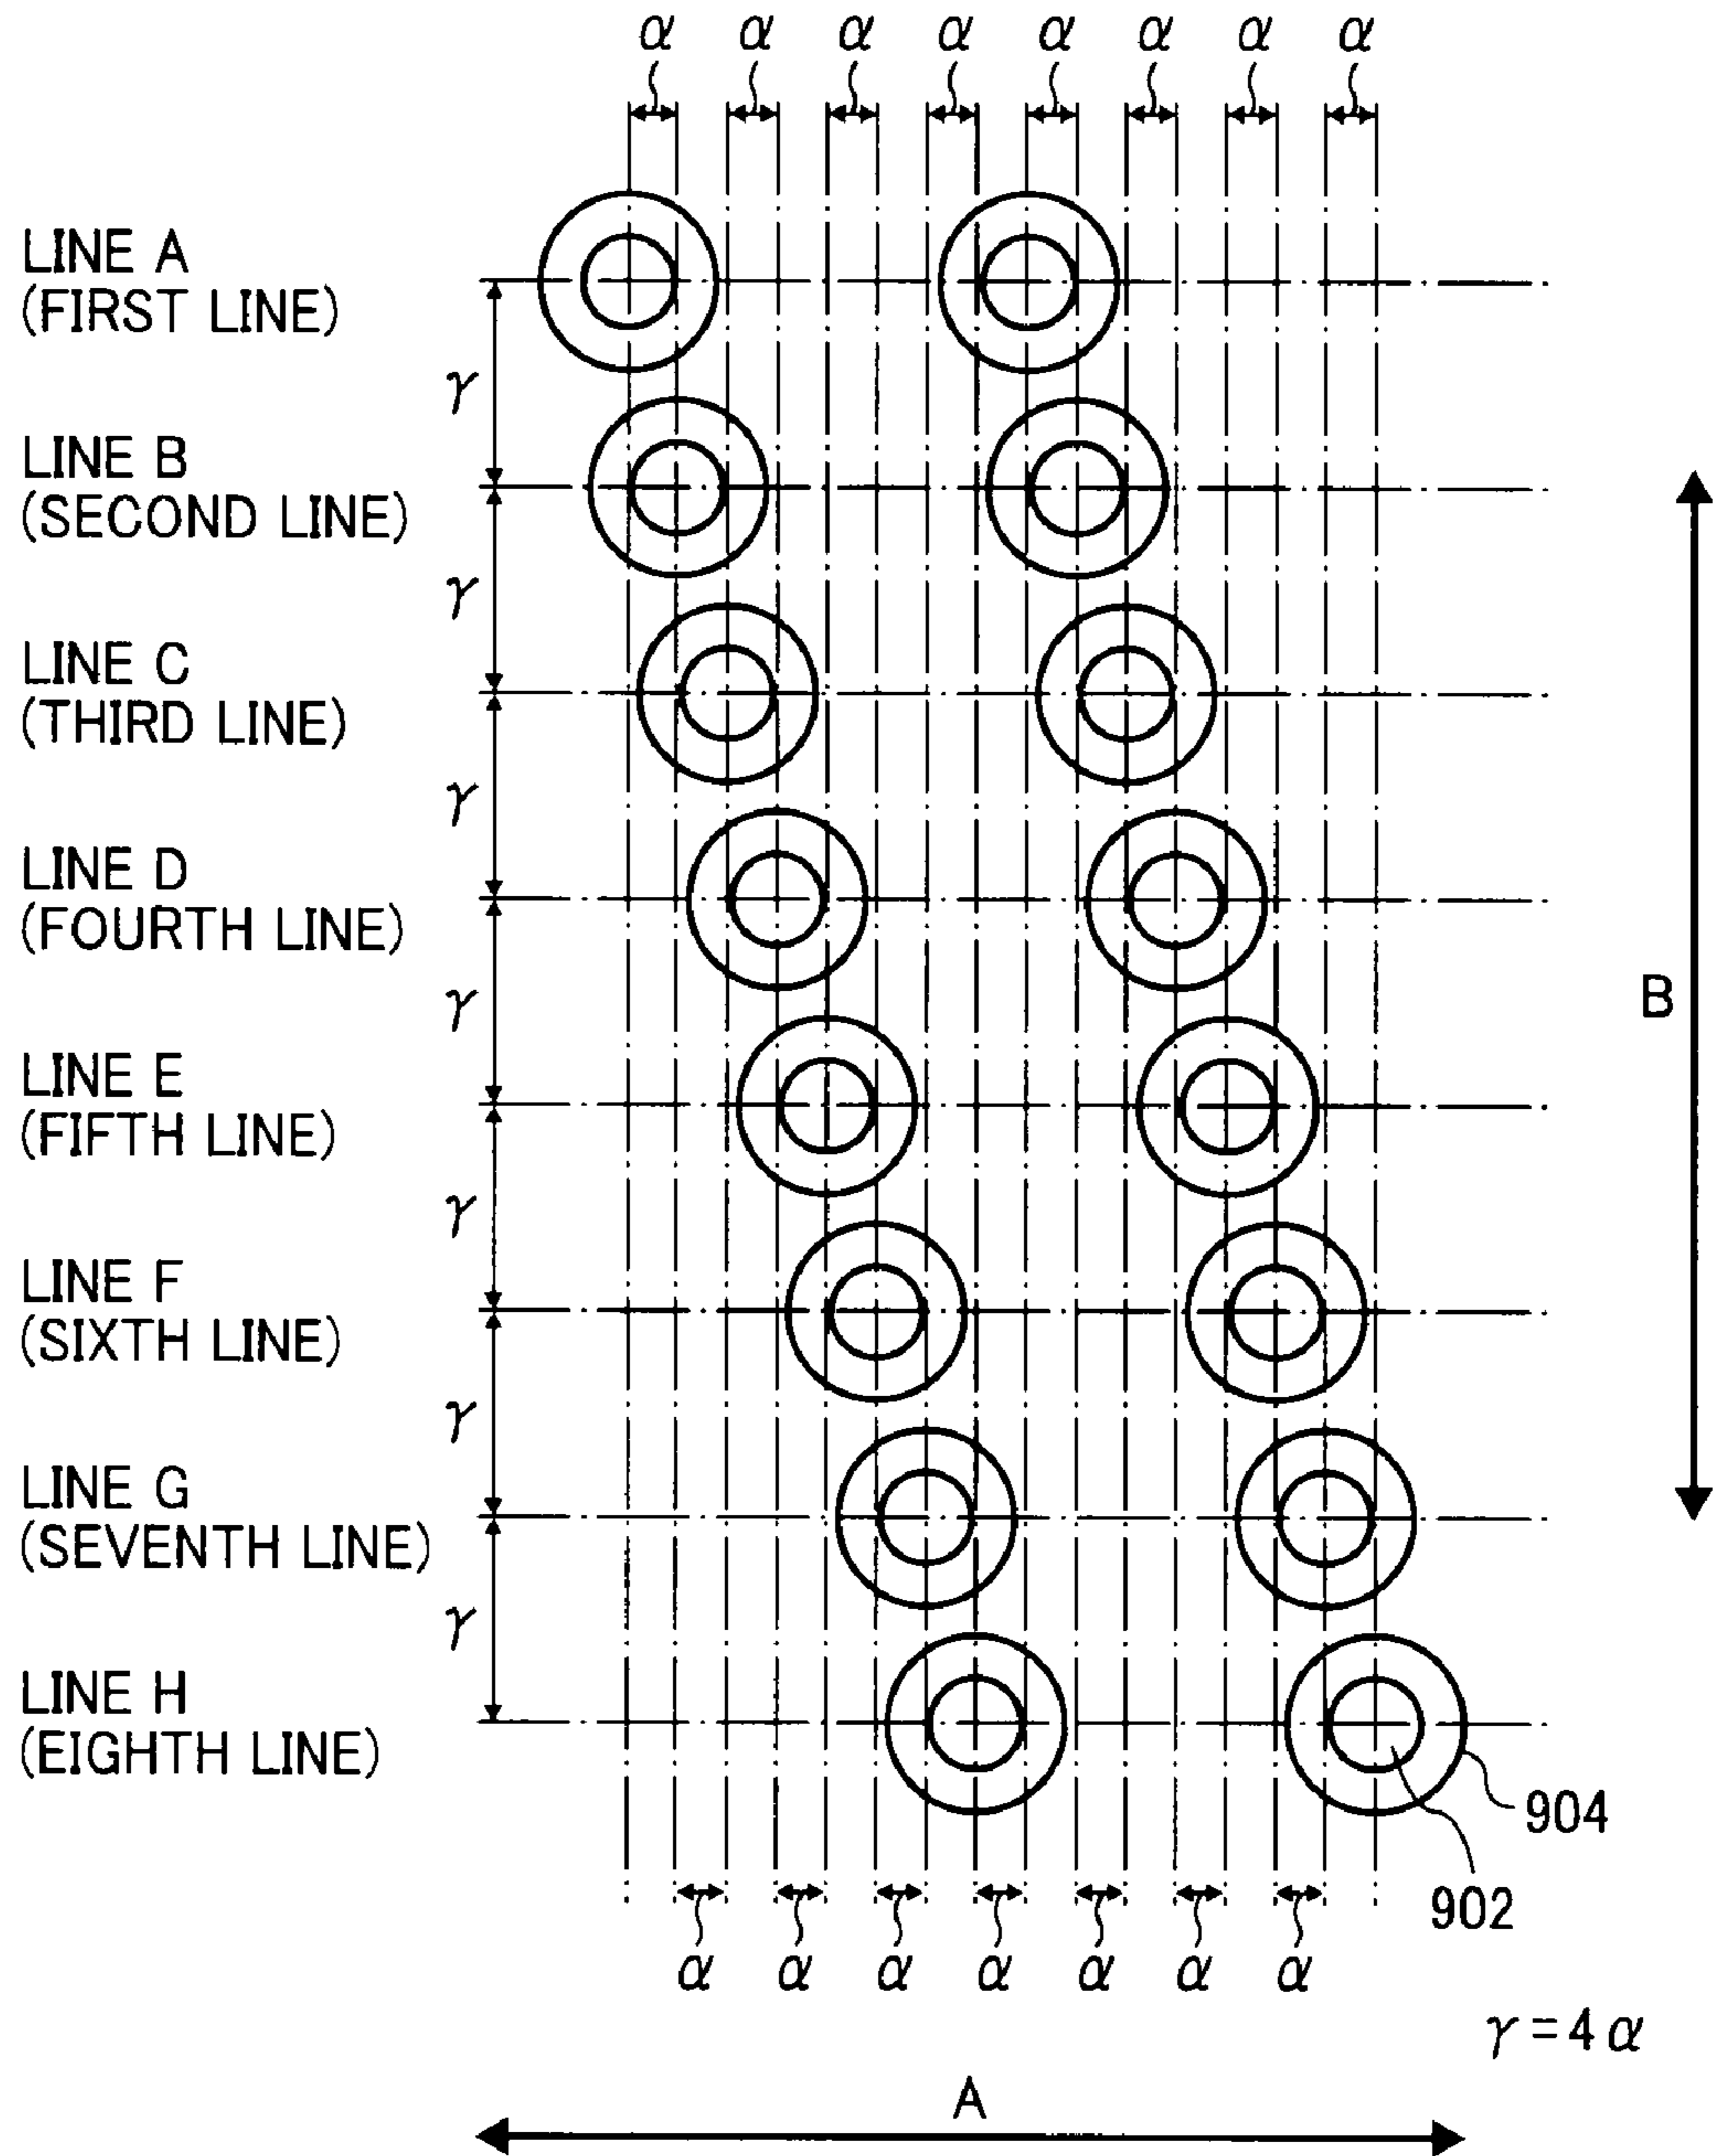 α α α α α α α α
LINE A
(FIRST LINE)
γ
LINE B
(SECOND LINE)
γ
LINE C
(THIRD LINE)
γ
LINE D
(FOURTH LINE)
γ
LINE E
(FIFTH LINE)
γ
LINE F
(SIXTH LINE)
γ
LINE G
(SEVENTH LINE)
γ
LINE H
(EIGHTH LINE)
B
904
902
α α α α α α α
γ = 4 α
A